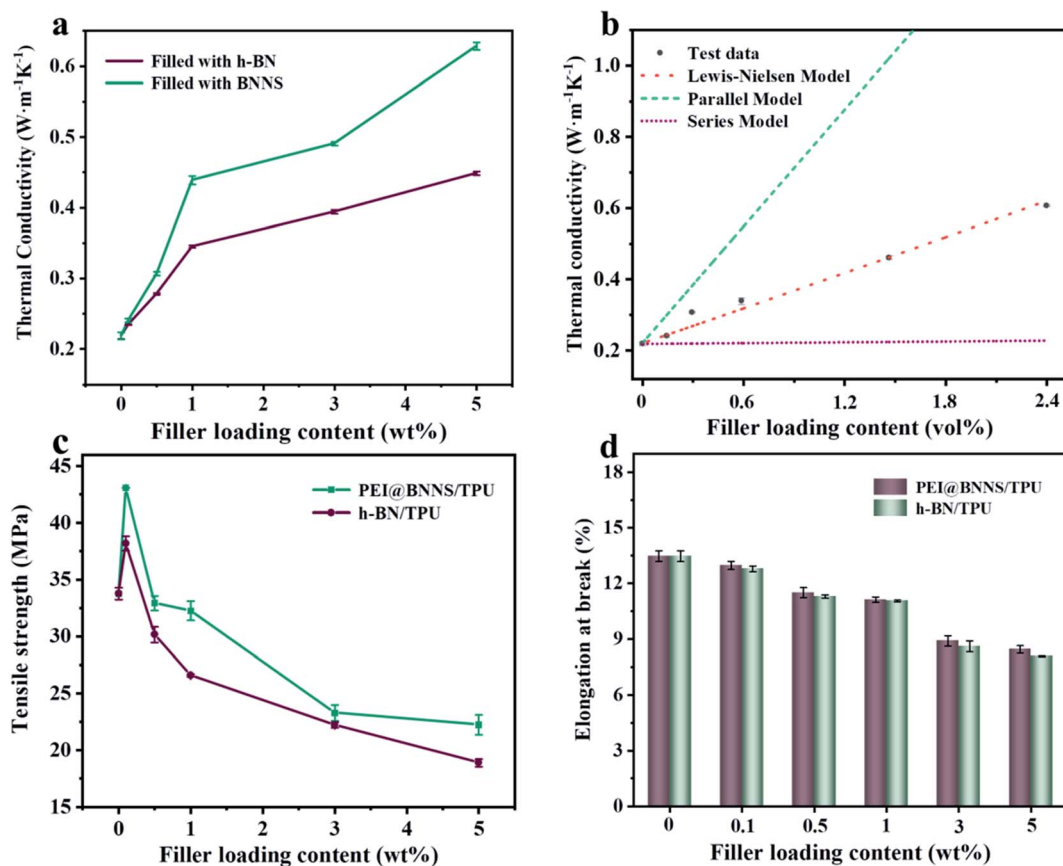 a
Thermal Conductivity (W·m⁻¹K⁻¹)
0.6
0.5
0.4
0.3
0.2
Filled with h-BN
Filled with BNNS
0 1 2 3 4 5
Filler loading content (wt%)
b
Thermal conductivity (W·m⁻¹K⁻¹)
1.0
0.8
0.6
0.4
0.2
Test data
Lewis-Nielsen Model
Parallel Model
Series Model
0 0.6 1.2 1.8 2.4
Filler loading content (vol%)
c
Tensile strength (MPa)
45
40
35
30
25
20
15
PEI@BNNS/TPU
h-BN/TPU
0 1 2 3 4 5
Filler loading content (wt%)
d
Elongation at break (%)
18
15
12
9
6
3
0
PEI@BNNS/TPU
h-BN/TPU
0 0.1 0.5 1 3 5
Filler loading content (wt%)